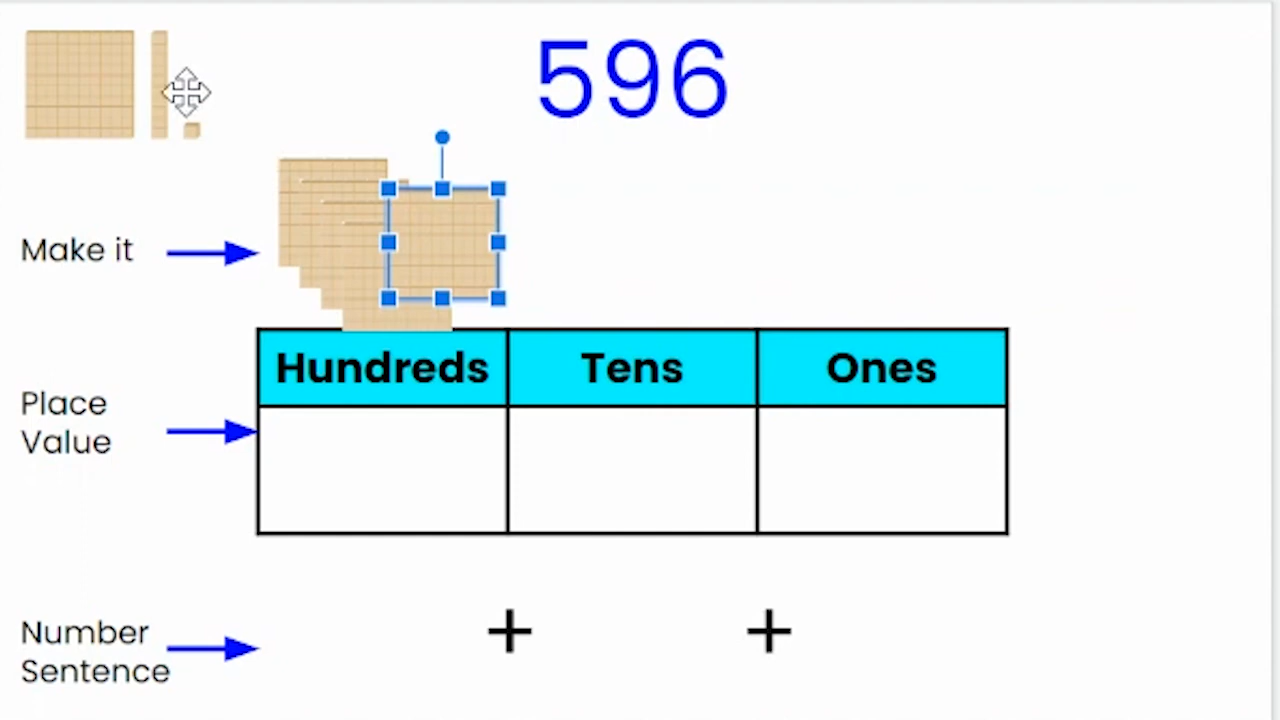 596
Make it
Hundreds Tens Ones
Place
Value
+ +
Number
Sentence